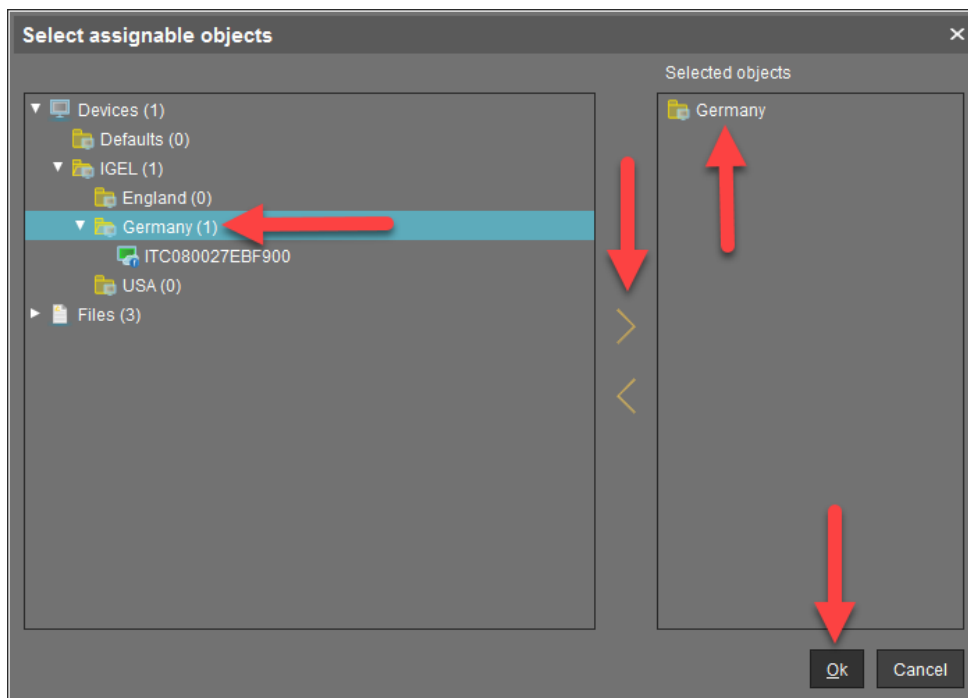 Select assignable objects
Selected objects
Devices (1)
Defaults (0)
IGEL (1)
England (0)
Germany (1)
ITC080027EBF900
USA (0)
Files (3)
Germany
Ok
Cancel